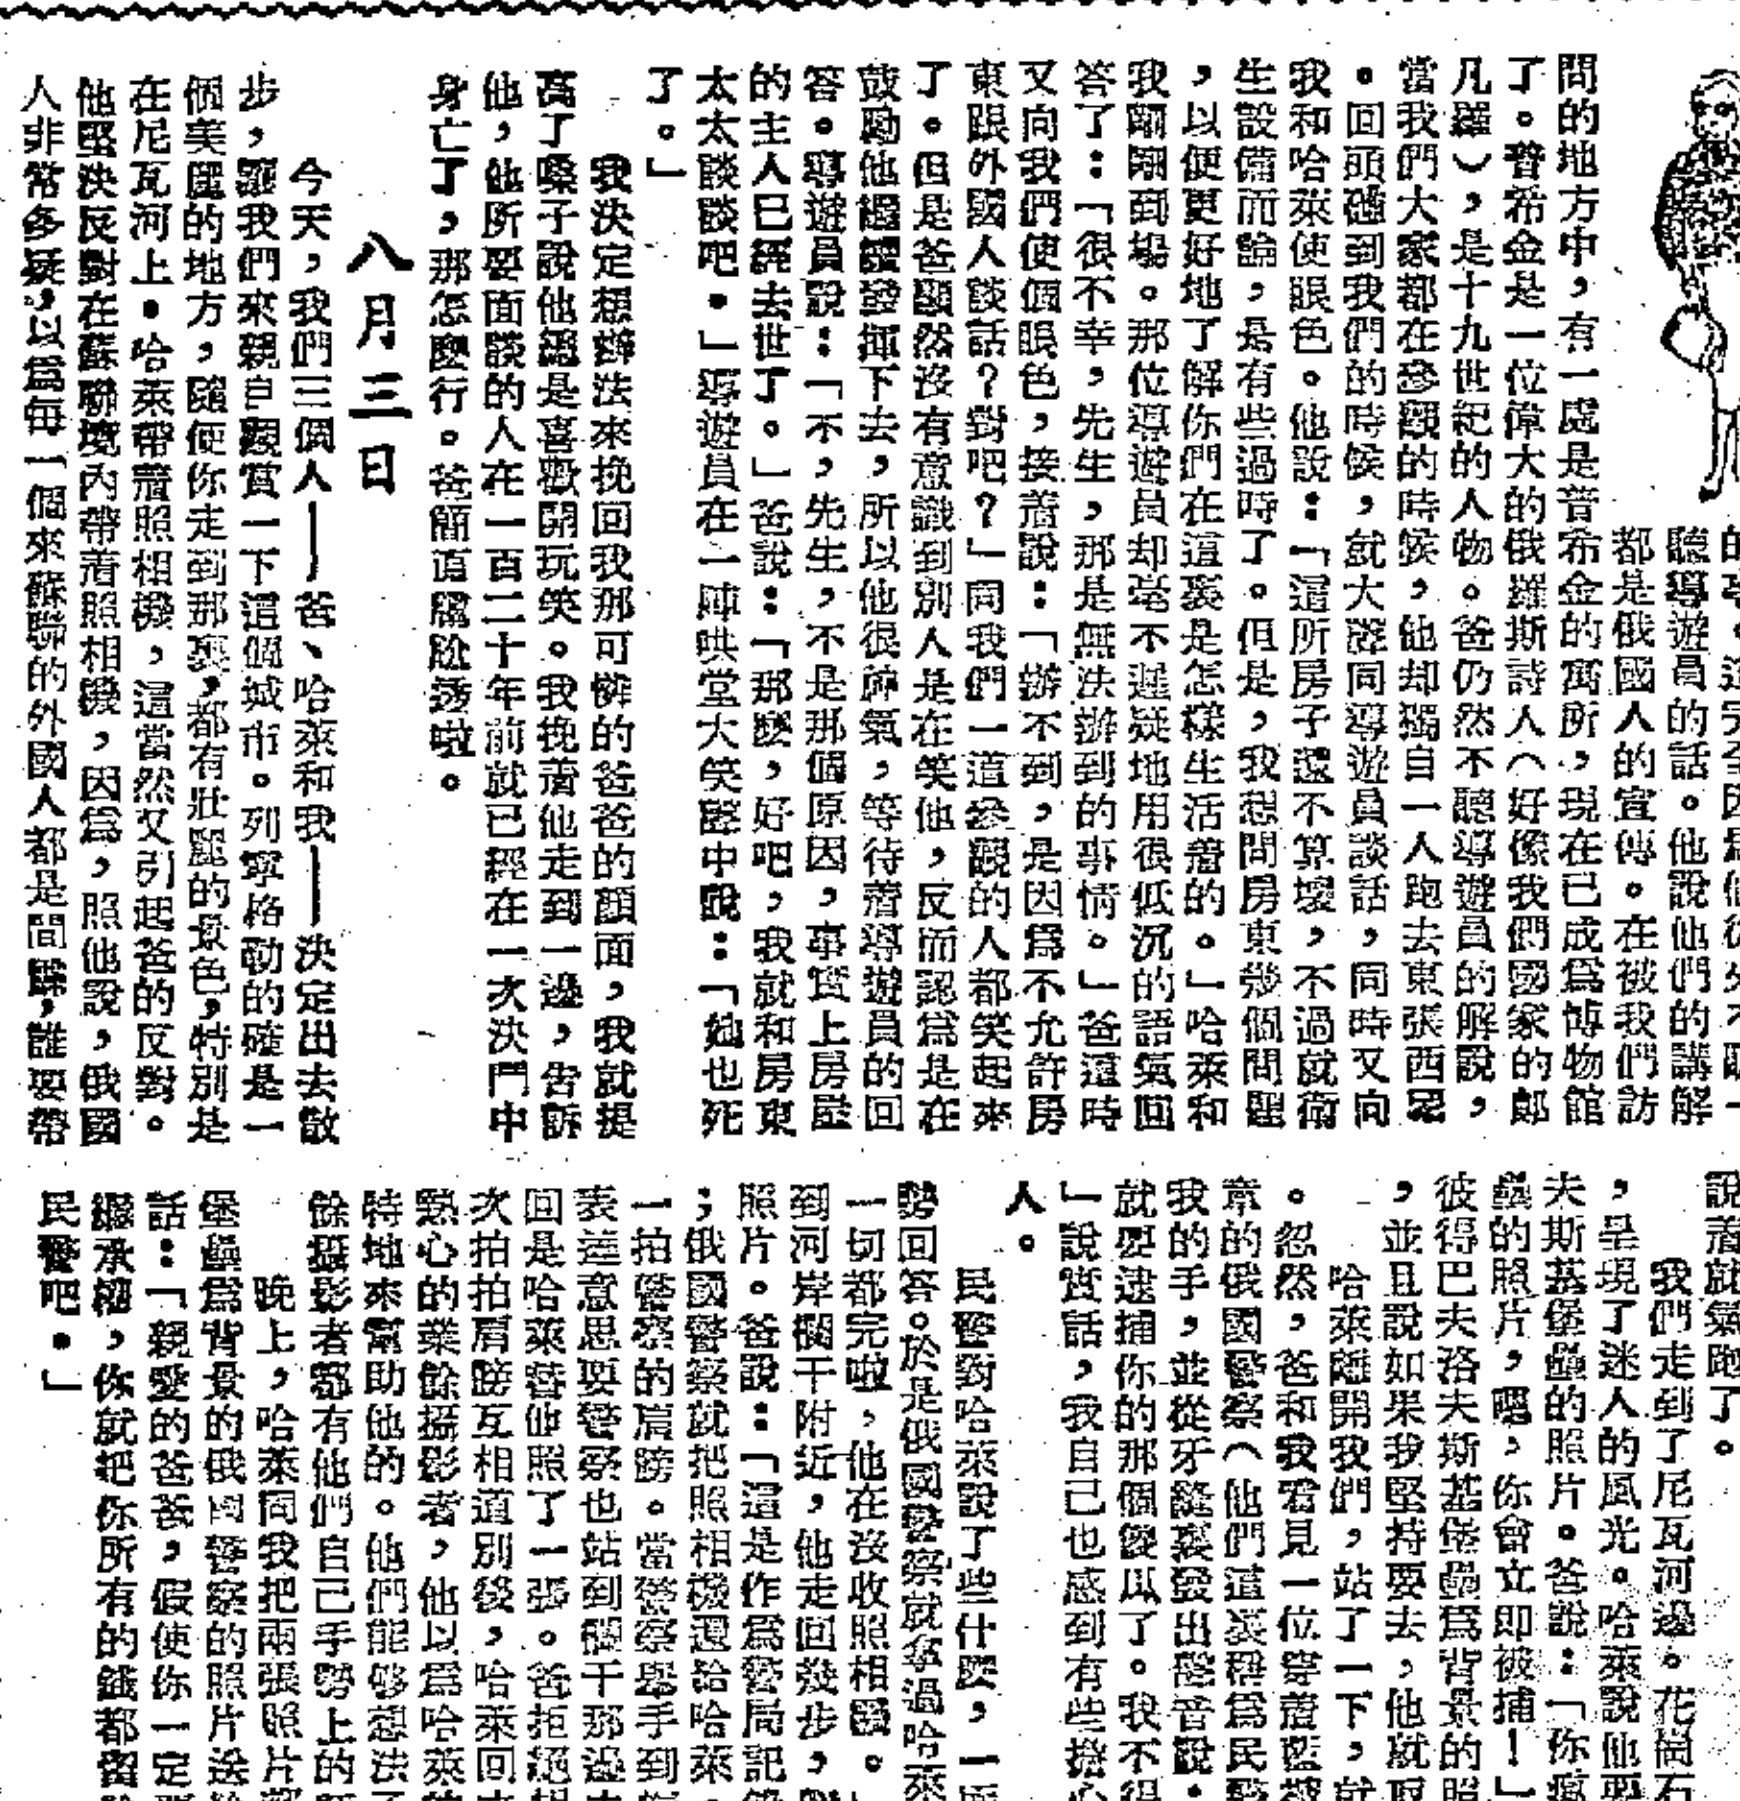 聽導遊員的話。他說他們的講解
都是俄國人的宣傳。在被我們訪
問的地方中,有一處是普希金的寓所,現在已成爲博物館
了。普希金是一位偉大的俄羅斯詩人(好像我們國家的郎
凡羅),是十九世紀的人物。爸仍然不聽導遊員的解說,
當我們大家都在參觀的時候,他却獨自一人跑去東張西望
。回頭碰到我們的時候,就大聲同導遊員談話,同時又向
我和哈萊使眼色。他說:「這所房子還不算壞,不過就衛
生設備而論,是有些過時了。但是,我想問房東幾個問題
,以便更好地了解你們在這裏是怎樣生活着的。」哈萊和
我剛剛到場。那位導遊員却毫不遲疑地用很低沉的語氣回
答了:「很不幸,先生,那是無法辦到的事情。」爸這時
又向我們使個眼色,接着說:「辦不到,是因爲不允許房
東跟外國人談話?對吧?」同我們一道參觀的人都笑起來
了。但是爸顯然沒有意識到別人是在笑他,反而認爲是在
鼓勵他繼續發揮下去,所以他很神氣,等待着導遊員的回
答。導遊員說:「不,先生,不是那個原因,事實上房屋
的主人已經去世了。」爸說:「那麼,好吧,我就和房東
太太談談吧。」導遊員在一陣哄堂大笑聲中說:「她也死
了。」
我決定想辦法來挽回我那可憐的爸爸的顏面,我就提
高了嗓子說他總是喜歡開玩笑。我挽着他走到一邊,告訴
他,他所要面談的人在一百二十年前就已經在一次決鬥中
身亡了,那怎麼行。爸簡直尷尬透啦。
八月三日
今天,我們三個人——爸、哈萊和我——決定出去散
步,讓我們來親自觀賞一下這個城市。列寧格勒的確是一
個美麗的地方,隨便你走到那裏,都有壯麗的景色,特別是
在尼瓦河上。哈萊帶着照相機,這當然又引起爸的反對。
他堅決反對在蘇聯境內帶着照相機,因爲,照他說,俄國
人非常多疑,以爲每一個來蘇聯的外國人都是間諜,誰要帶
說着就氣跑了。
我們走到了尼瓦河邊。花崗石
,呈現了迷人的風光。哈萊說他要
夫斯基堡壘的照片。爸說:「你瘋
壘的照片,嗯,你會立即被捕!」
彼得巴夫洛夫斯基堡壘爲背景的照
,並且說如果我堅持要去,他就
哈萊離開我們,站了一下,就
。忽然,爸和我看見一位穿着藍
章的俄國警察(他們這裏稱爲民警
我的手,並從牙縫裏發出聲音說:
就要逮捕你的那個傻瓜了。我不得
」說實話,我自己也感到有些擔心
人。
民警對哈萊說了些什麼,一
勢回答。於是俄國警察就拿過哈萊
一切都完啦,他在沒收照相機。
到河岸欄干附近,他走回幾步,
照片。爸說:「這是作爲警局記
;俄國警察就把照相機還給哈萊,
一拍警察的肩膀。當警察舉手到
表達意思要警察也站到欄干那邊
回是哈萊替他照了一張。爸拒絕
次拍拍肩膀互相道別後,哈萊回
熱心的業餘攝影者,他以爲哈萊
特地來幫助他的。他們能够想法
餘攝影者都有他們自己手勢上的
晚上,哈萊同我把兩張照片
堡壘爲背景的俄國警察的照片送
話:「親愛的爸爸,假使你一定
繼承權,你就把你所有的錢都留
民警吧。」